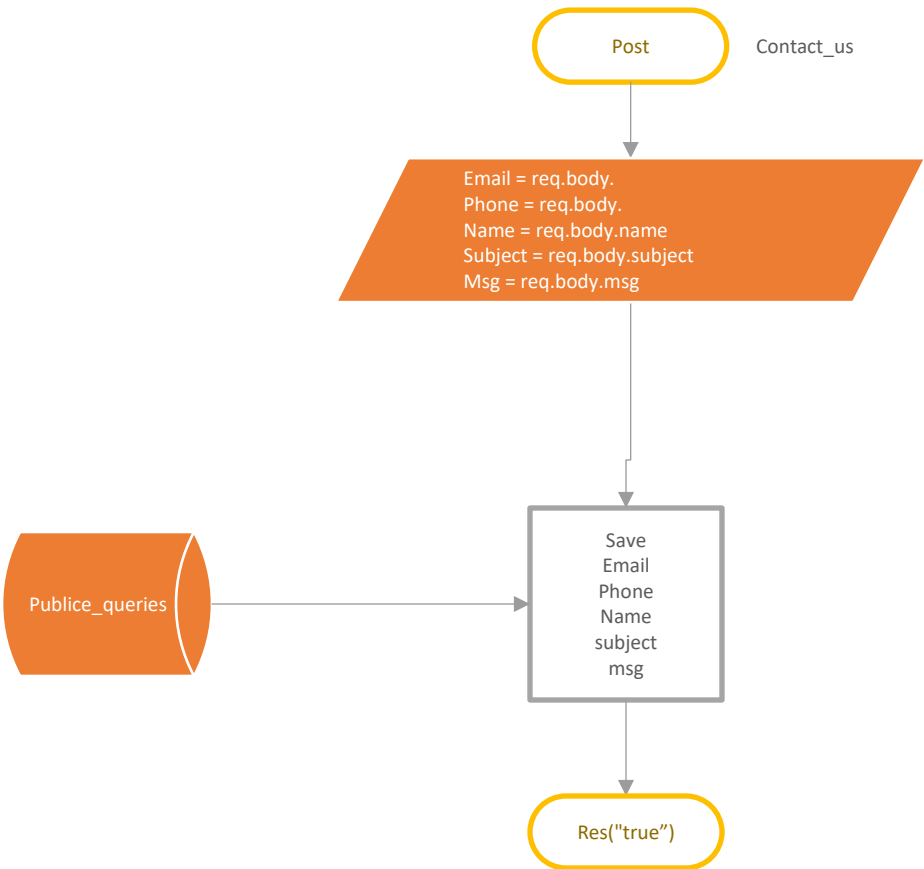 Post
Contact_us
Email = req.body.
Phone = req.body.
Name = req.body.name
Subject = req.body.subject
Msg = req.body.msg
Publice_queries
Save
Email
Phone
Name
subject
msg
Res("true”)